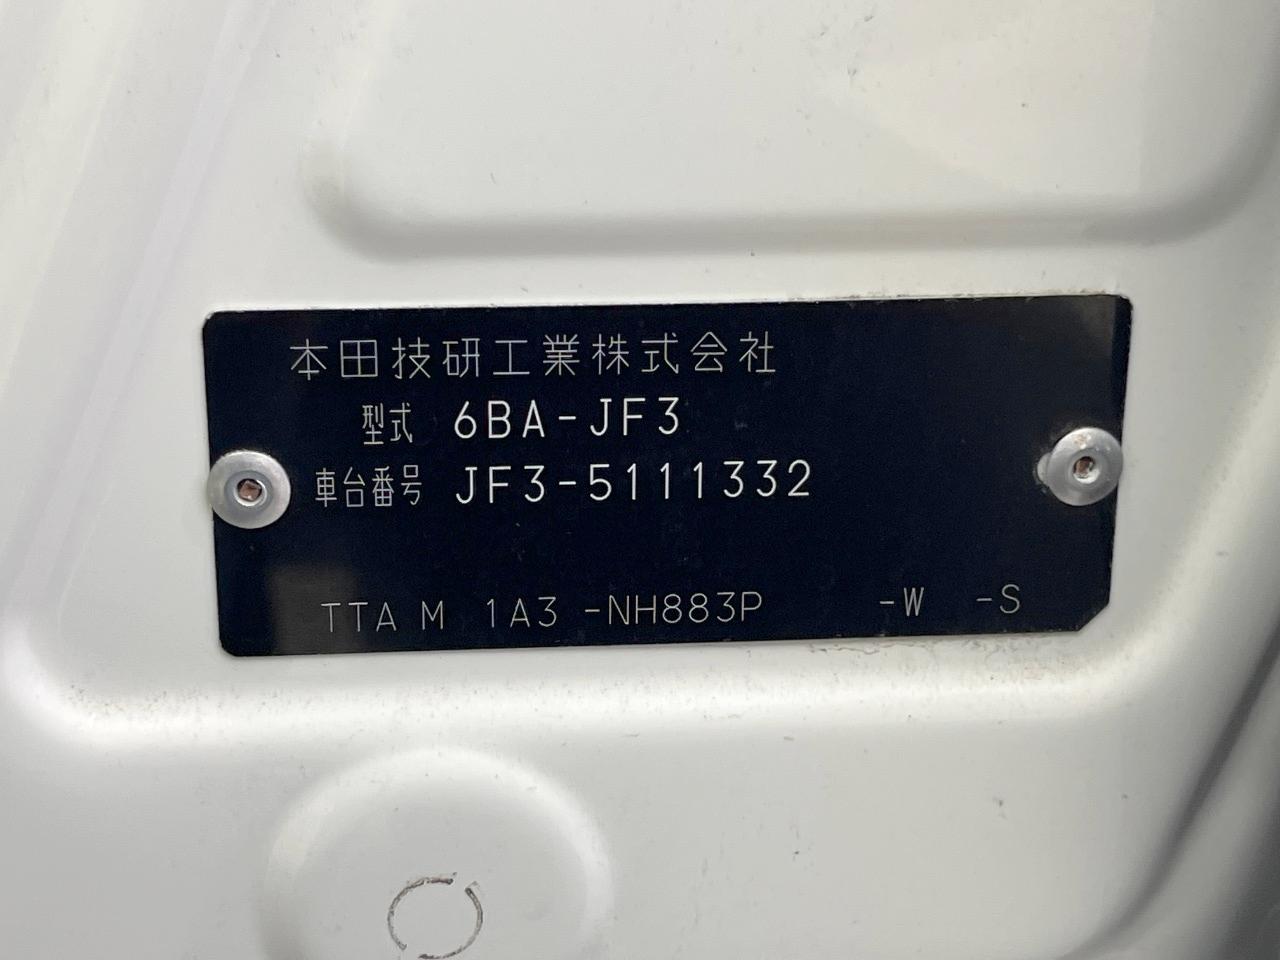 本田技研工業株式会社
型式 6BA-JF3
車台番号 JF3-5111332
TTA M 1A3 -NH883P -W -S